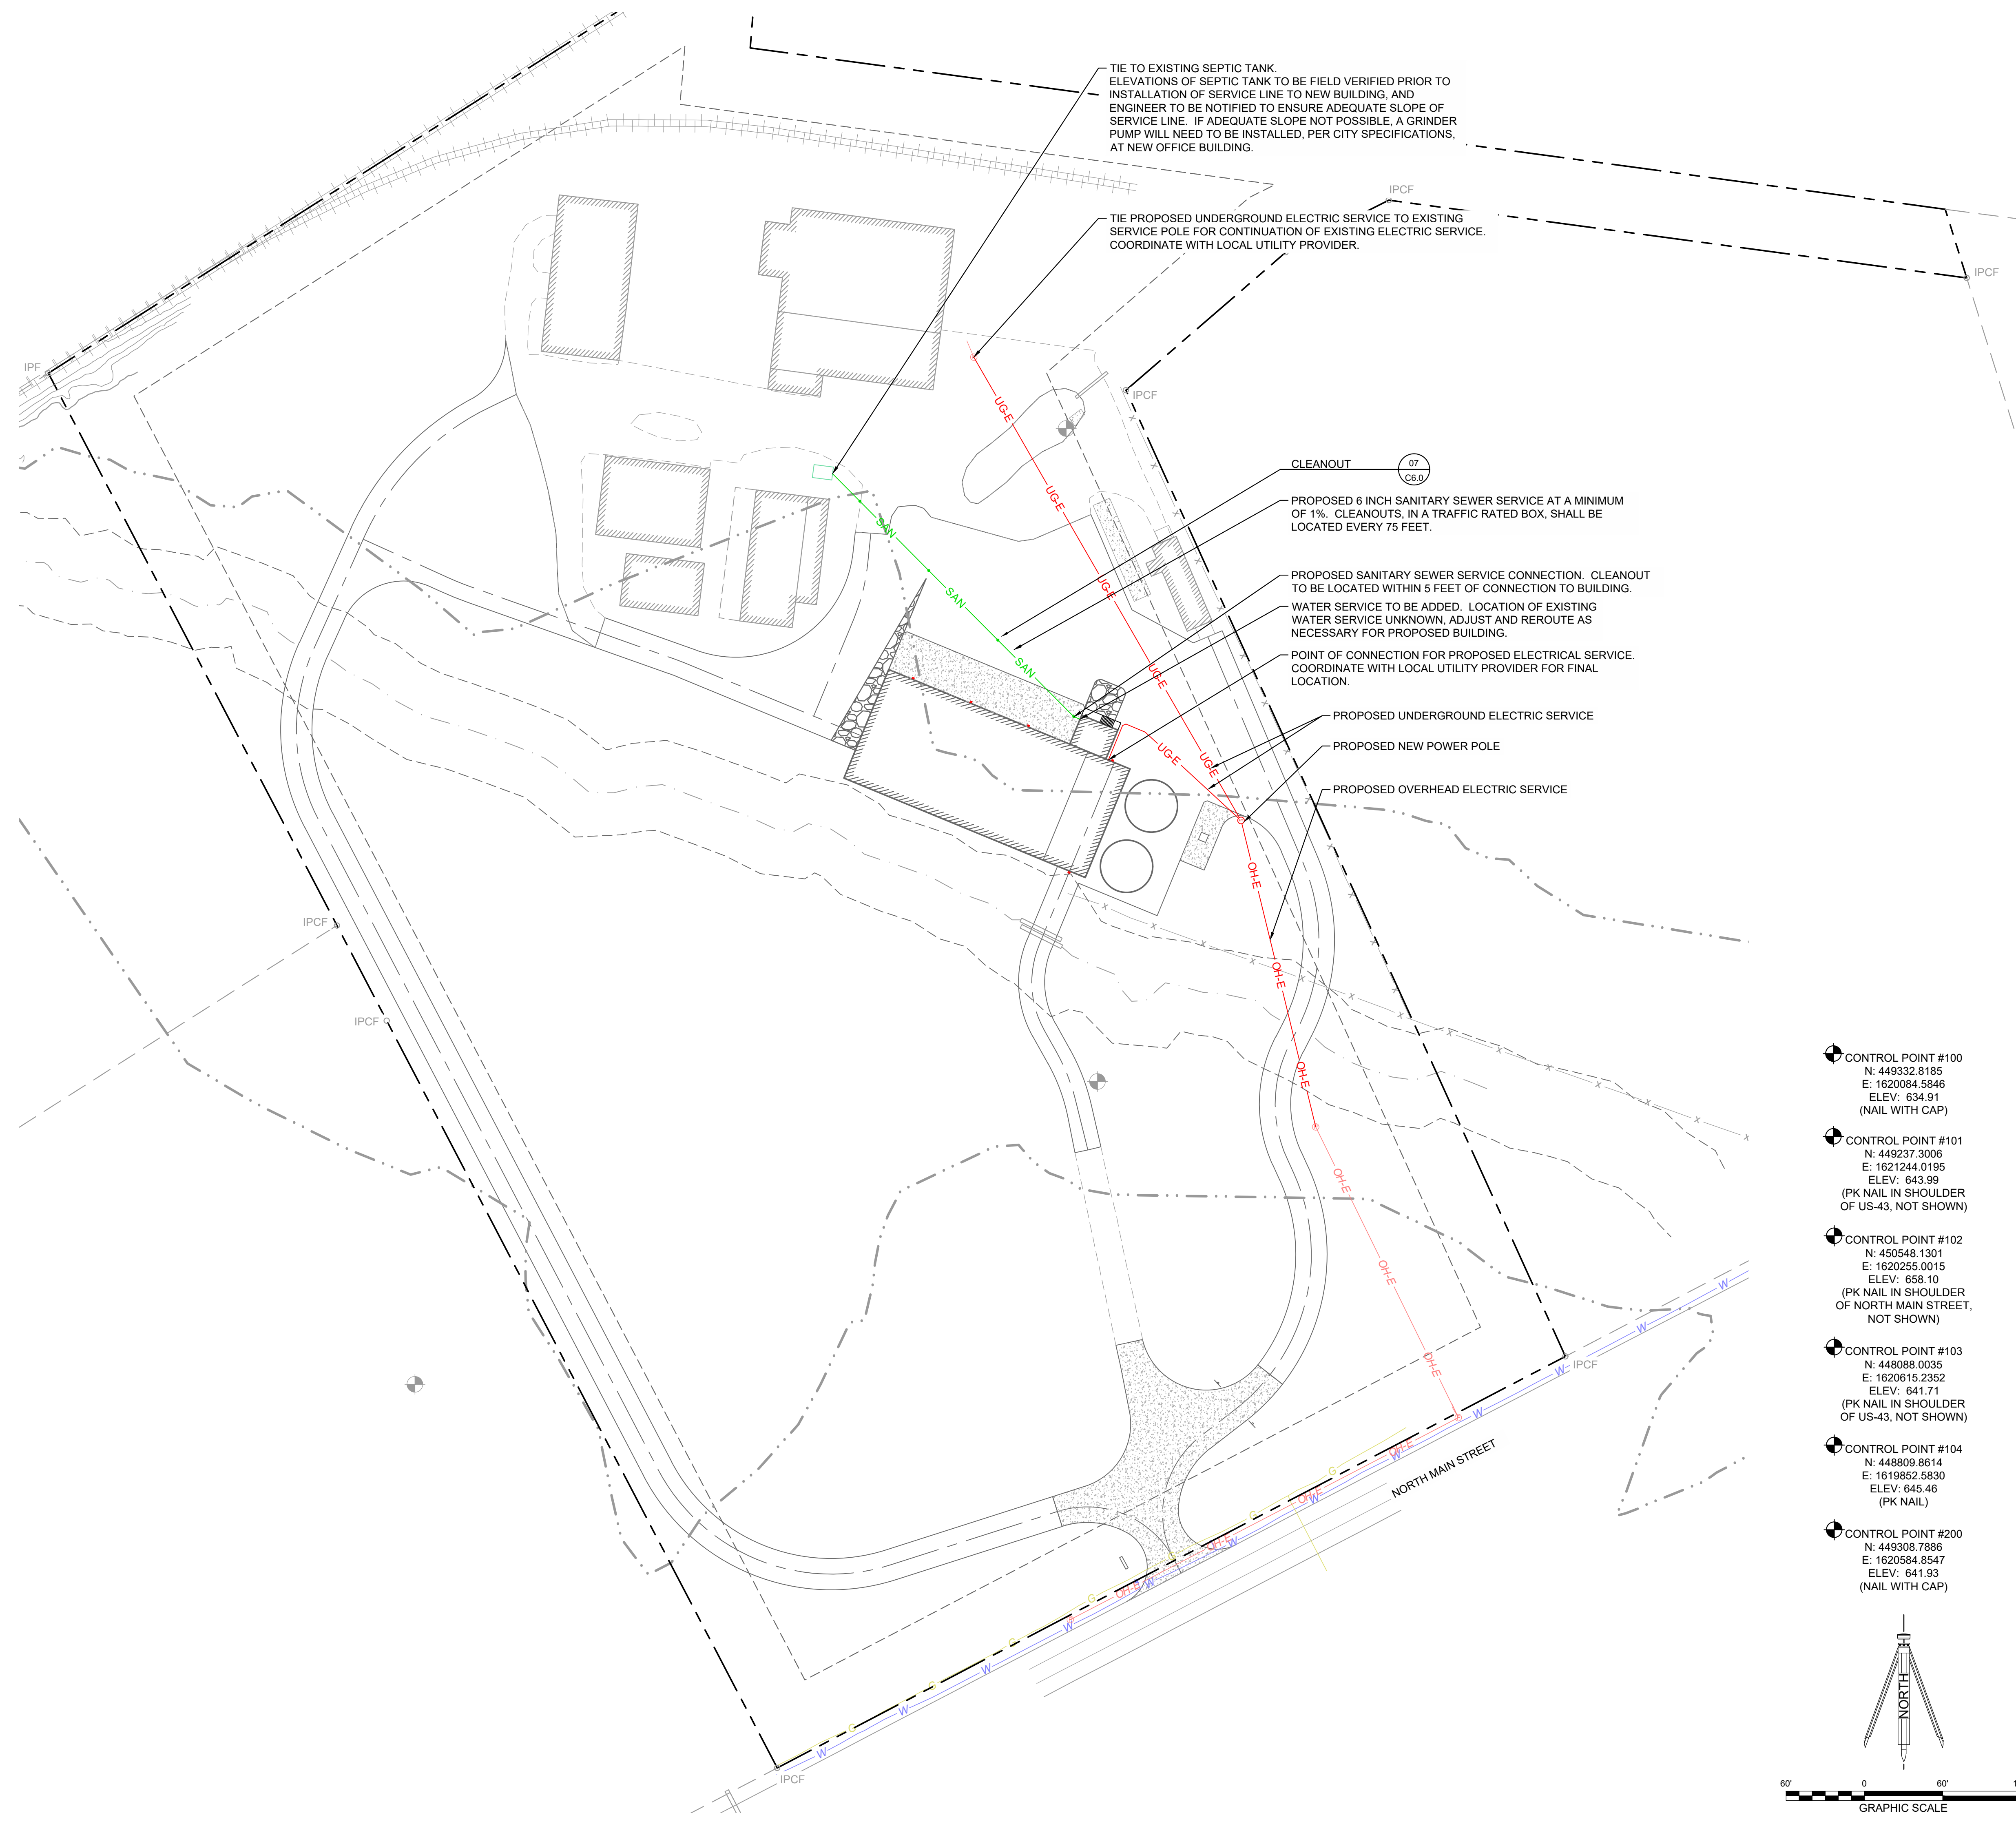 TIE TO EXISTING SEPTIC TANK.
ELEVATIONS OF SEPTIC TANK TO BE FIELD VERIFIED PRIOR TO
INSTALLATION OF SERVICE LINE TO NEW BUILDING, AND
ENGINEER TO BE NOTIFIED TO ENSURE ADEQUATE SLOPE OF
SERVICE LINE. IF ADEQUATE SLOPE NOT POSSIBLE, A GRINDER
PUMP WILL NEED TO BE INSTALLED, PER CITY SPECIFICATIONS,
AT NEW OFFICE BUILDING.
IPCF
TIE PROPOSED UNDERGROUND ELECTRIC SERVICE TO EXISTING
SERVICE POLE FOR CONTINUATION OF EXISTING ELECTRIC SERVICE.
COORDINATE WITH LOCAL UTILITY PROVIDER.
IPCF
IPF
IPCF
UG-E
CLEANOUT
07
C6.0
UG-E
PROPOSED 6 INCH SANITARY SEWER SERVICE AT A MINIMUM
OF 1%. CLEANOUTS, IN A TRAFFIC RATED BOX, SHALL BE
LOCATED EVERY 75 FEET.
SAN
PROPOSED SANITARY SEWER SERVICE CONNECTION. CLEANOUT
TO BE LOCATED WITHIN 5 FEET OF CONNECTION TO BUILDING.
UG-E
SAN
WATER SERVICE TO BE ADDED. LOCATION OF EXISTING
WATER SERVICE UNKNOWN, ADJUST AND REROUTE AS
NECESSARY FOR PROPOSED BUILDING.
POINT OF CONNECTION FOR PROPOSED ELECTRICAL SERVICE.
COORDINATE WITH LOCAL UTILITY PROVIDER FOR FINAL
LOCATION.
SAN
UG-E
PROPOSED UNDERGROUND ELECTRIC SERVICE
PROPOSED NEW POWER POLE
UG-E
UG-E
PROPOSED OVERHEAD ELECTRIC SERVICE
OH-E
IPCF
OH-E
IPCF
OH-E
OH-E
OH-E
OH-E
IPCF
NORTH MAIN STREET
OH-E
OH-E
OH-E
OH-E
G
G
G
G
G
G
G
G
W
W
W
W
W
W
W
W
W
W
W
W
IPCF
CONTROL POINT #100
N: 449332.8185
E: 1620084.5846
ELEV: 634.91
(NAIL WITH CAP)
CONTROL POINT #101
N: 449237.3006
E: 1621244.0195
ELEV: 643.99
(PK NAIL IN SHOULDER
OF US-43, NOT SHOWN)
CONTROL POINT #102
N: 450548.1301
E: 1620255.0015
ELEV: 658.10
(PK NAIL IN SHOULDER
OF NORTH MAIN STREET,
NOT SHOWN)
CONTROL POINT #103
N: 448088.0035
E: 1620615.2352
ELEV: 641.71
(PK NAIL IN SHOULDER
OF US-43, NOT SHOWN)
CONTROL POINT #104
N: 448809.8614
E: 1619852.5830
ELEV: 645.46
(PK NAIL)
CONTROL POINT #200
N: 449308.7886
E: 1620584.8547
ELEV: 641.93
(NAIL WITH CAP)
NORTH
60' 0 60'
GRAPHIC SCALE